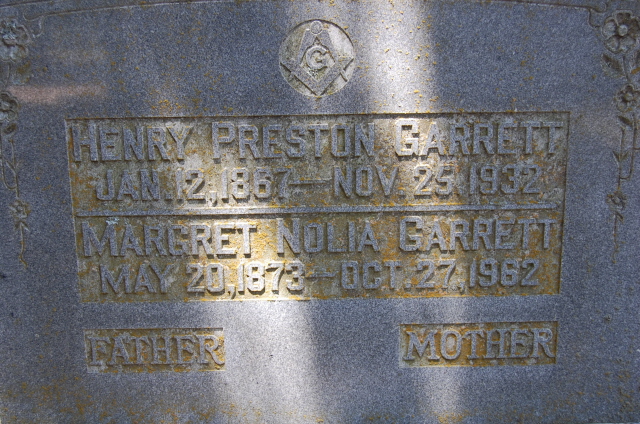 G
HENRY PRESTON GARRETT
JAN. 12, 1867 — NOV. 25, 1932
MARGRET NOLIA GARRETT
MAY 20, 1873 — OCT. 27, 1962
FATHER MOTHER